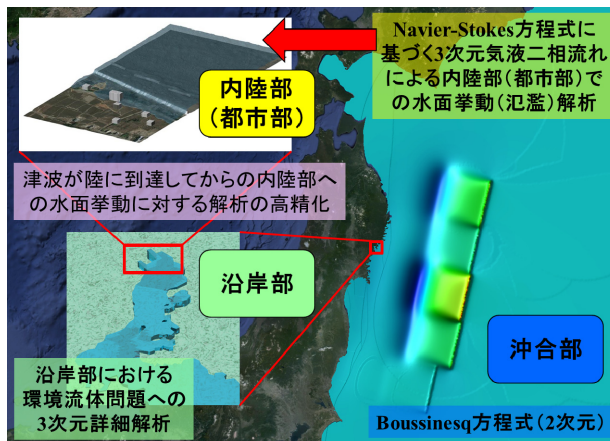 Navier-Stokes方程式に
基づく3次元気液二相流れ
による内陸部(都市部)で
の水面挙動(氾濫)解析
内陸部
(都市部)
津波が陸に到達してからの内陸部へ
の水面挙動に対する解析の高精化
沿岸部
沖合部
沿岸部における
環境流体問題への
3次元詳細解析
Boussinesq方程式(2次元)